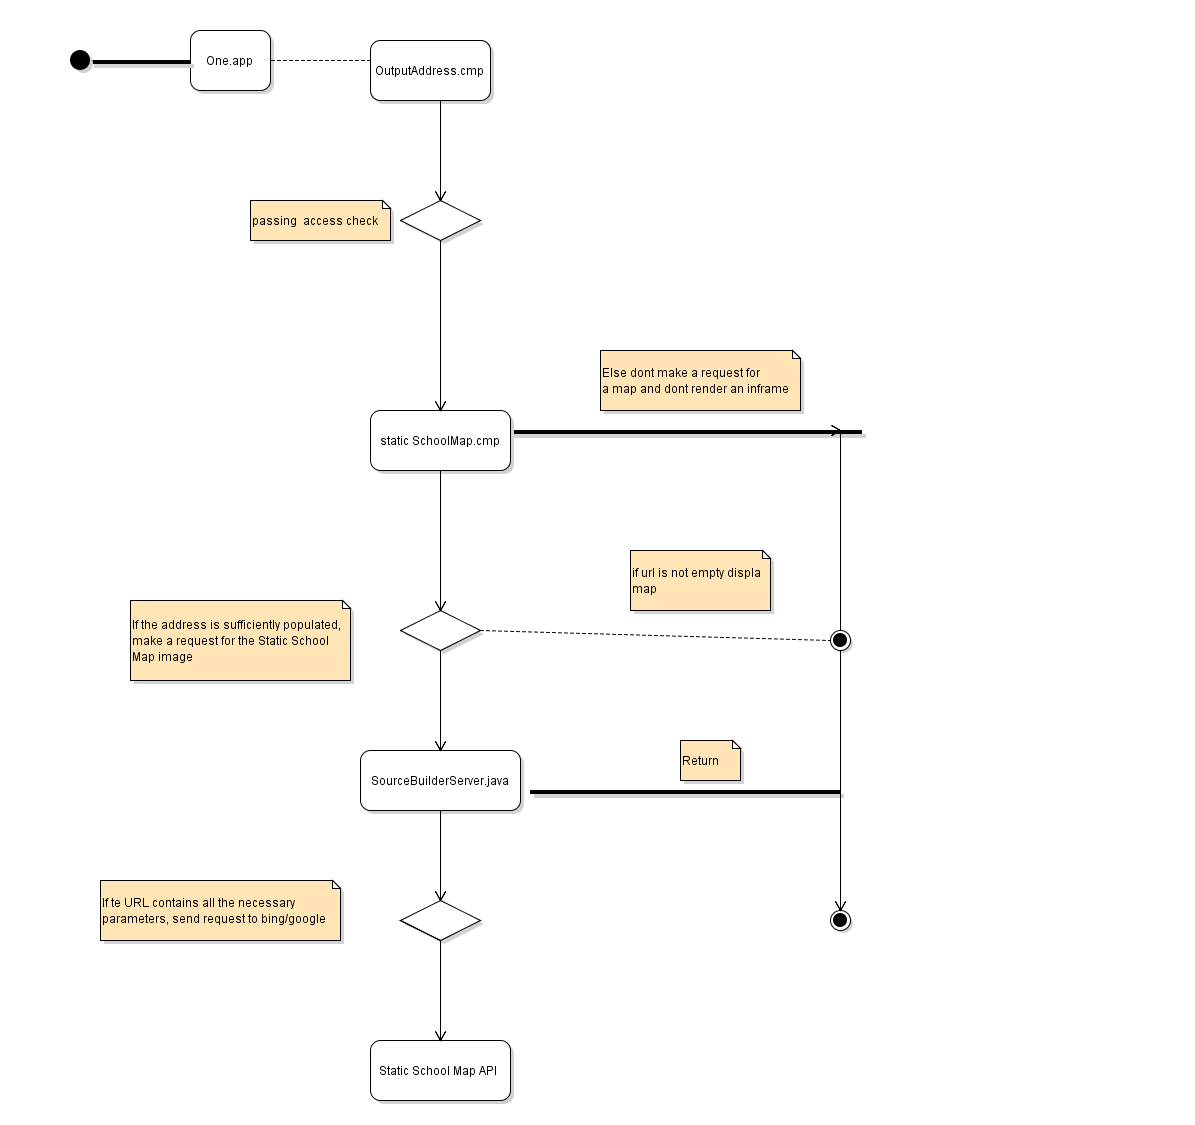 One.app
OutputAddress.cmp
passing  access check
Else dont make a request for
a map and dont render an inframe
static SchoolMap.cmp
if url is not empty displa
map
If the address is sufficiently populated,
make a request for the Static School
Map image
Return
SourceBuilderServer.java
If te URL contains all the necessary
parameters, send request to bing/google
Static School Map API